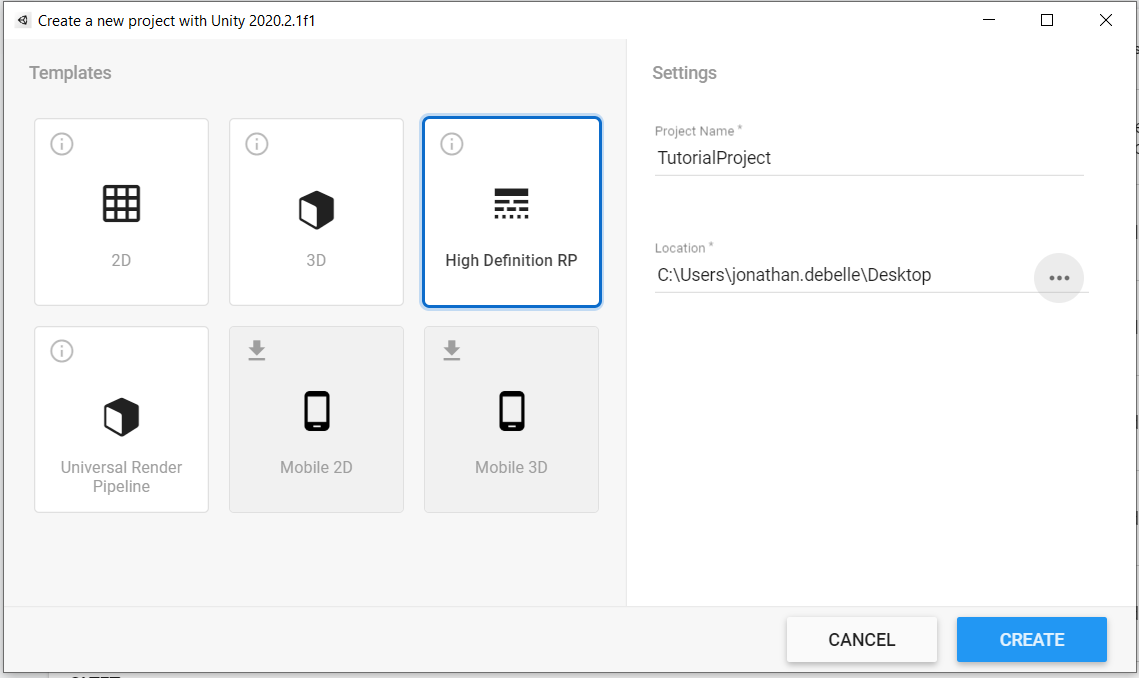 Create a new project with Unity 2020.2.1f1
Templates
Settings
2D
3D
High Definition RP
Universal Render
Pipeline
Mobile 2D
Mobile 3D
Project Name *
TutorialProject
Location *
C:\Users\jonathan.debelle\Desktop
CANCEL
CREATE